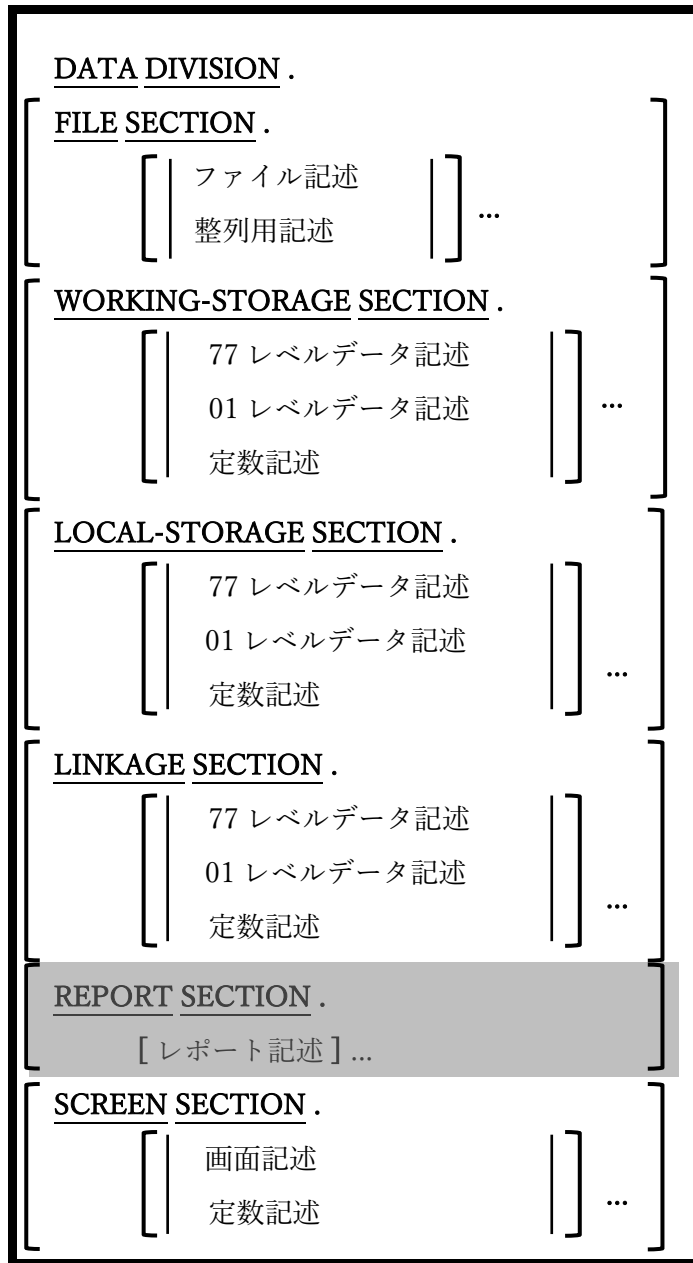 DATA DIVISION .
FILE SECTION .
ファイル記述
整列用記述
...
WORKING-STORAGE SECTION .
77 レベルデータ記述
01 レベルデータ記述
...
定数記述
LOCAL-STORAGE SECTION .
77 レベルデータ記述
01 レベルデータ記述
...
定数記述
LINKAGE SECTION .
77 レベルデータ記述
01 レベルデータ記述
...
定数記述
REPORT SECTION .
[ レポート記述 ] ...
SCREEN SECTION .
画面記述
定数記述
...